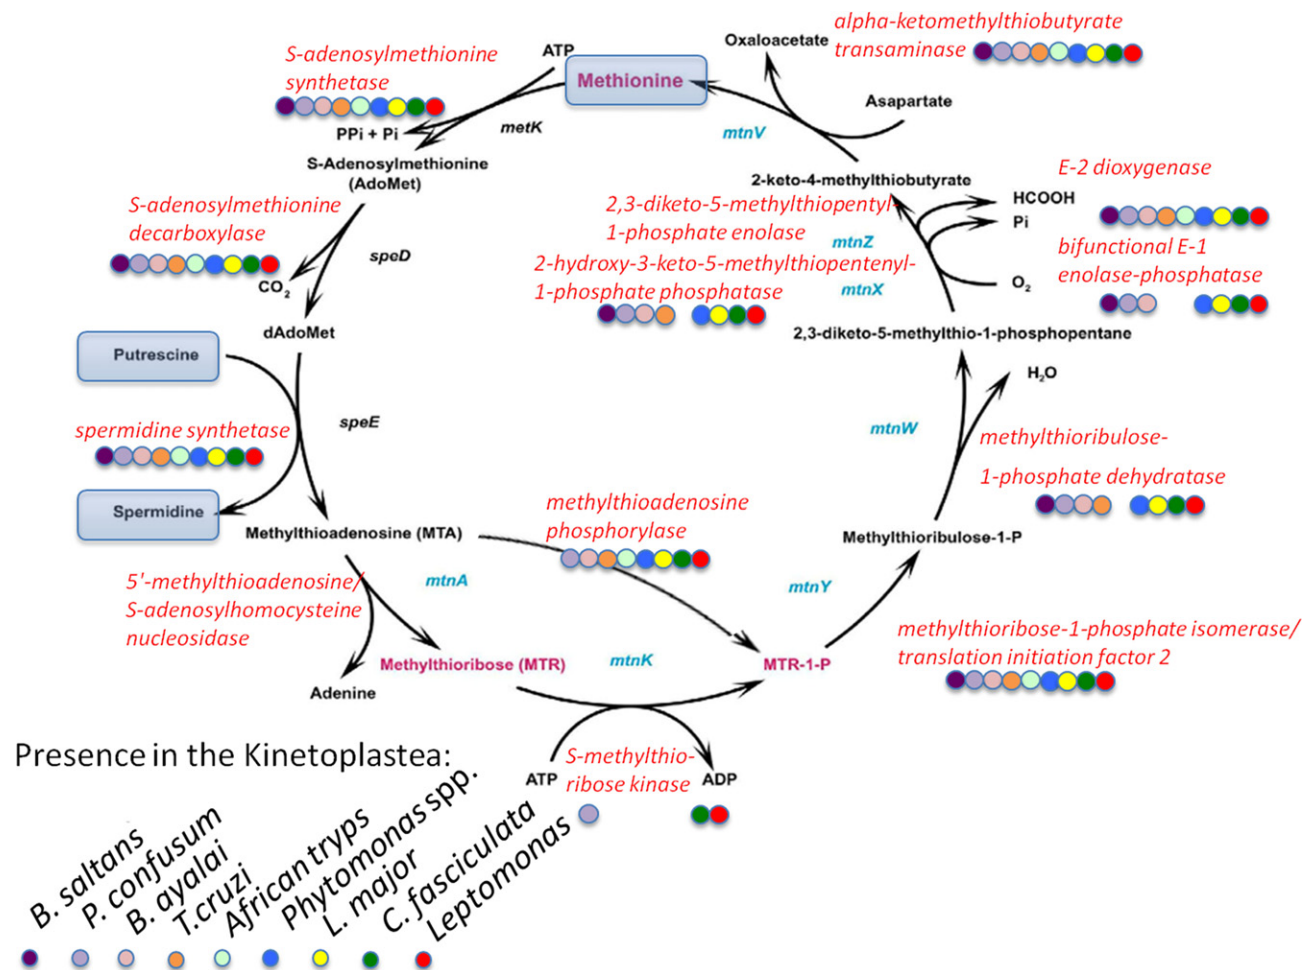 alpha-ketomethylthiobutyrate
transaminase
Oxaloacetate
ATP
S-adenosylmethionine
synthetase
Methionine
Asapartate
PPi + Pi
metK
mtnV
S-Adenosylmethionine
(AdoMet)
2-keto-4-methylthiobutyrate
E-2 dioxygenase
HCOOH
Pi
S-adenosylmethionine
decarboxylase
2,3-diketo-5-methylthiopentyl-
1-phosphate enolase
mtnZ
bifunctional E-1
enolase-phosphatase
speD
2-hydroxy-3-keto-5-methylthiopentenyl-
1-phosphate phosphatase
mtnX
O2
CO2
dAdoMet
2,3-diketo-5-methylthio-1-phosphopentane
Putrescine
H2O
speE
mtnW
spermidine synthetase
methylthioribulose-
1-phosphate dehydratase
Spermidine
Methylthioadenosine (MTA)
methylthioadenosine
phosphorylase
Methylthioribulose-1-P
5'-methylthioadenosine/
S-adenosylhomocysteine
nucleosidase
mtnA
mtnY
methylthioribose-1-phosphate isomerase/
translation initiation factor 2
Methylthioribose (MTR)
mtnK
MTR-1-P
Adenine
Presence in the Kinetoplastea:
ATP
S-methylthio-
ribose kinase
ADP
B. saltans
P. confusum
B. ayalai
T.cruzi
African tryps
Phytomonas spp.
L. major
C. fasciculata
Leptomonas